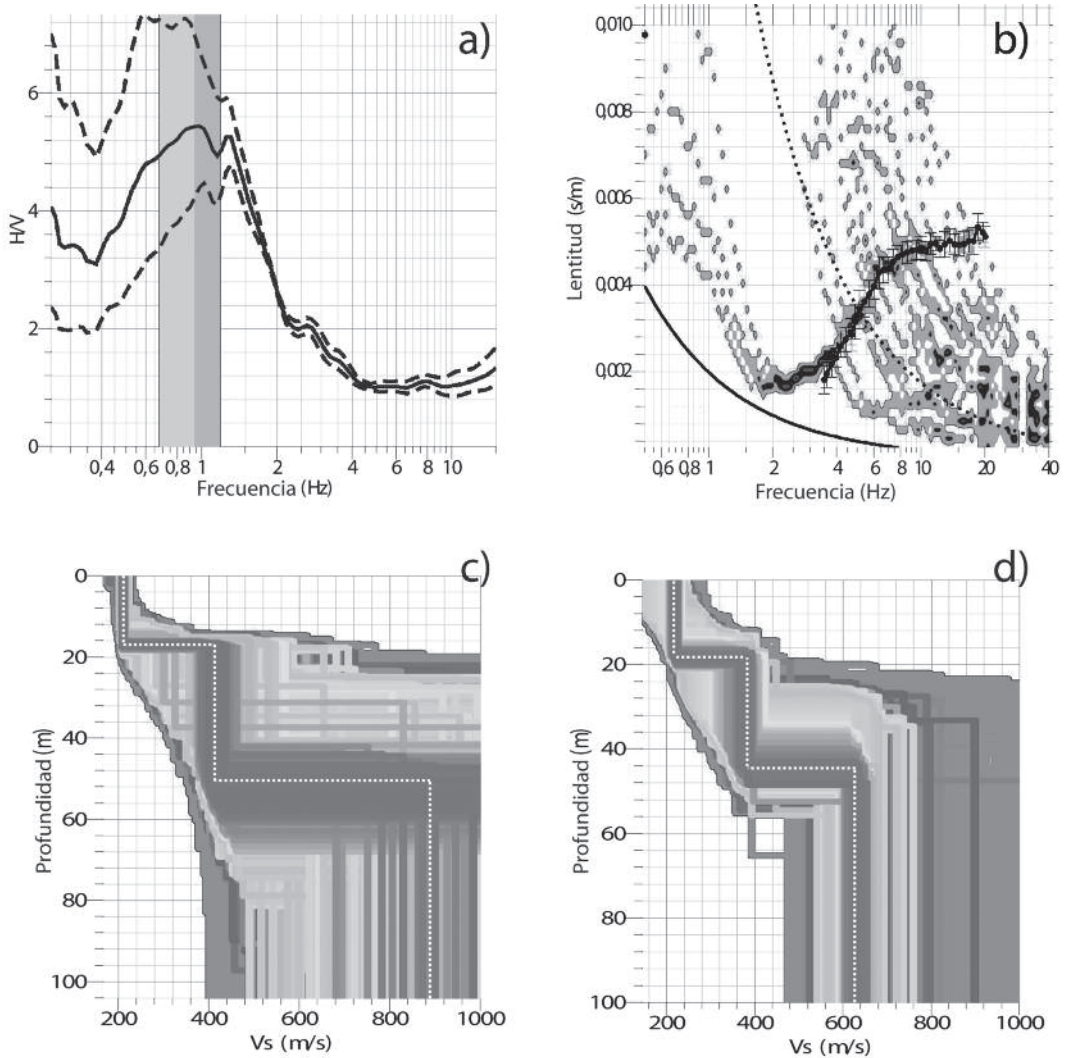 a)
6
4
2
0
H/V
0,4 0,6 0,8 1 2 4 6 8 10
Frecuencia (Hz)
b)
0,010
0,008
0,006
0,004
0,002
Lentitud (s/m)
0,6 0,8 1 2 4 6 8 10 20 40
Frecuencia (Hz)
c)
0
20
40
60
80
100
Profundidad (m)
200 400 600 800 1000
Vs (m/s)
d)
0
20
40
60
80
100
Profundidad (m)
200 400 600 800 1000
Vs (m/s)